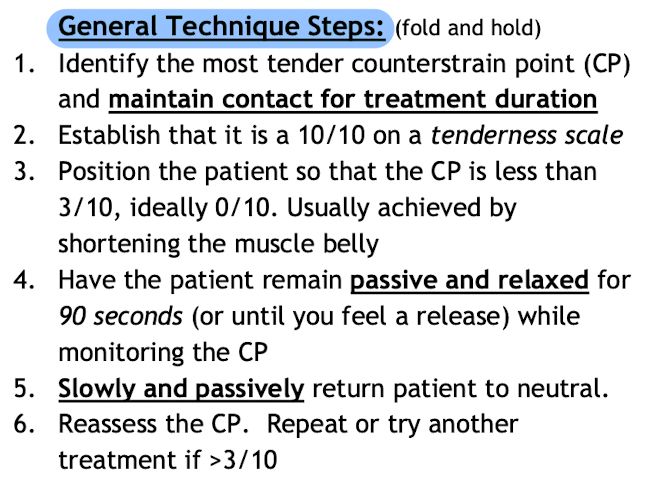 General Technique Steps: (fold and hold)
1. Identify the most tender counterstrain point (CP)
and maintain contact for treatment duration
2. Establish that it is a 10/10 on a tenderness scale
3. Position the patient so that the CP is less than
3/10, ideally 0/10. Usually achieved by
shortening the muscle belly
4. Have the patient remain passive and relaxed for
90 seconds (or until you feel a release) while
monitoring the CP
5. Slowly and passively return patient to neutral.
6. Reassess the CP.  Repeat or try another
treatment if >3/10